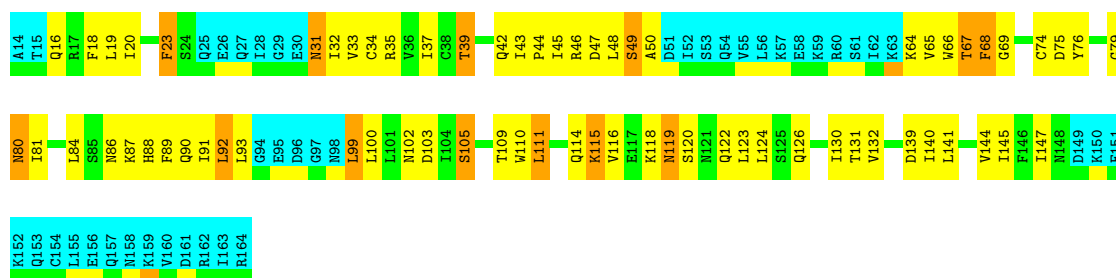 A14 T15 Q16 R17 F18 L19 I20 F23 S24 Q25 E26 Q27 I28 G29 E30 N31 I32 V33 C34 R35 V36 I37 C38 T39 Q42 I43 P44 I45 R46 D47 L48 S49 A50 D51 I52 S53 Q54 V55 L56 K57 E58 K59 R60 S61 I62 K63 K64 V65 W66 T67 F68 G69 C74 D75 Y76
N80 I81 L84 S85 N86 K87 H88 F89 Q90 I91 L92 L93 G94 E95 D96 G97 N98 L99 L100 L101 N102 D103 I104 S105 T109 W110 L111 Q114 K115 V116 E117 K118 N119 S120 N121 Q122 L123 L124 S125 Q126 I130 T131 V132 D139 I140 L141 V144 I145 F146 I147 N148 D149 K150
K152 Q153 C154 L155 E156 Q157 N158 K159 V160 D161 R162 I163 R164